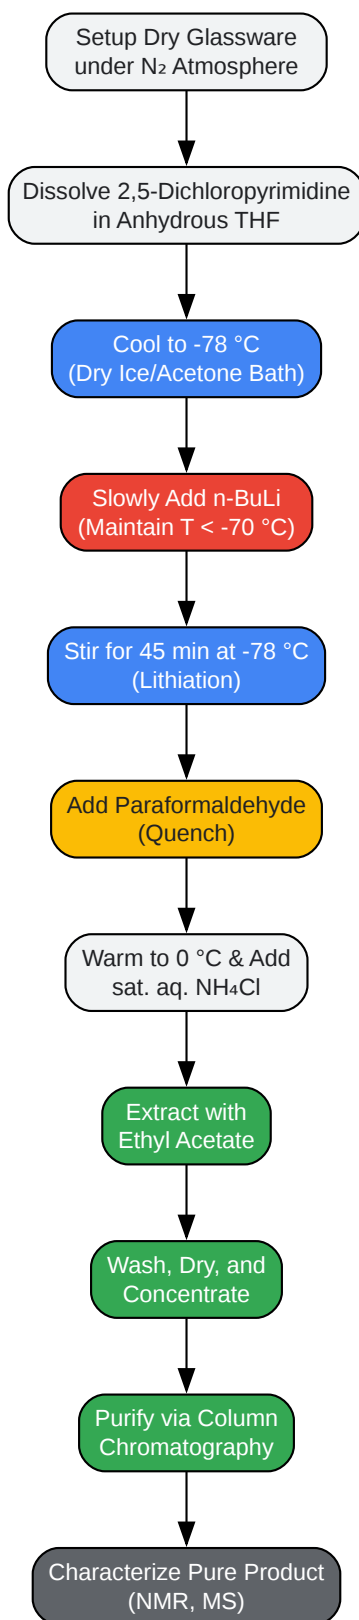 Setup Dry Glassware
under N₂ Atmosphere
Dissolve 2,5-Dichloropyrimidine
in Anhydrous THF
Cool to -78 °C
(Dry Ice/Acetone Bath)
Slowly Add n-BuLi
(Maintain T < -70 °C)
Stir for 45 min at -78 °C
(Lithiation)
Add Paraformaldehyde
(Quench)
Warm to 0 °C & Add
sat. aq. NH₄Cl
Extract with
Ethyl Acetate
Wash, Dry, and
Concentrate
Purify via Column
Chromatography
Characterize Pure Product
(NMR, MS)